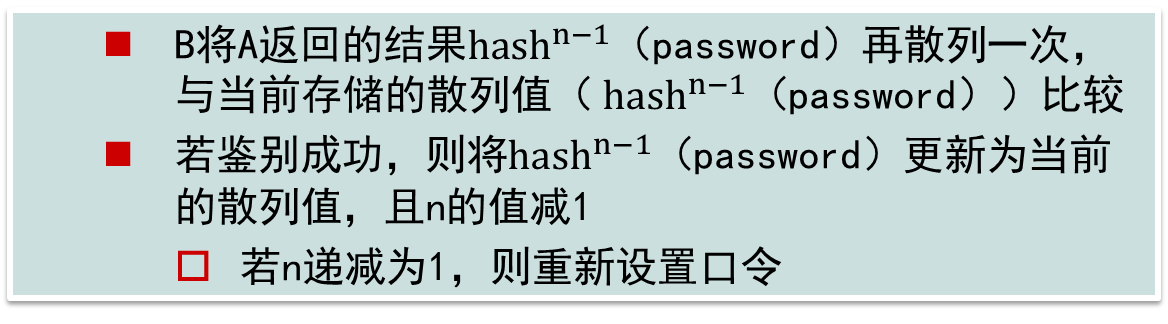 ■ B将A返回的结果hashⁿ⁻¹（password）再散列一次，
与当前存储的散列值（ hashⁿ⁻¹（password））比较
■ 若鉴别成功，则将hashⁿ⁻¹（password）更新为当前
的散列值，且n的值减1
□ 若n递减为1，则重新设置口令